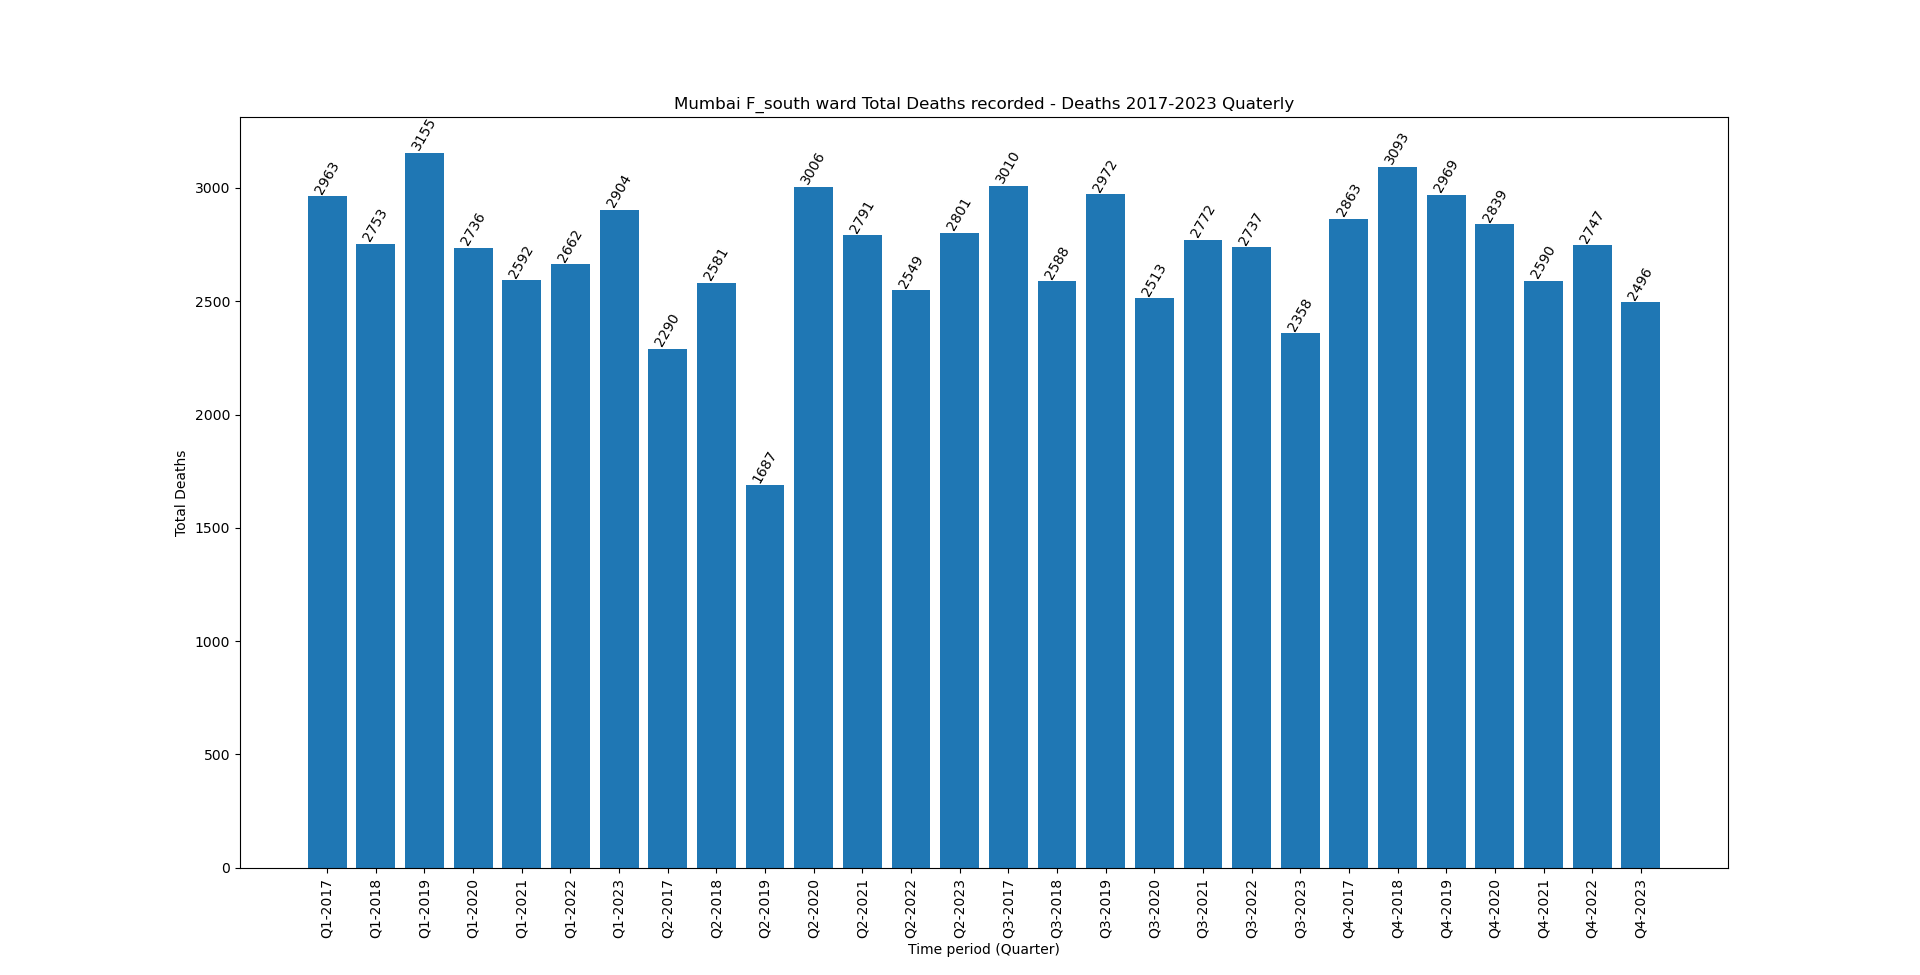 Mumbai F_south ward Total Deaths recorded - Deaths 2017-2023 Quaterly
Total Deaths
3000
2500
2000
1500
1000
500
0
2963
2753
3155
2736
2592
2662
2904
2290
2581
1687
3006
2791
2549
2801
3010
2588
2972
2513
2772
2737
2358
2863
3093
2969
2839
2590
2747
2496
Q1-2017
Q1-2018
Q1-2019
Q1-2020
Q1-2021
Q1-2022
Q1-2023
Q2-2017
Q2-2018
Q2-2019
Q2-2020
Q2-2021
Q2-2022
Q2-2023
Q3-2017
Q3-2018
Q3-2019
Q3-2020
Q3-2021
Q3-2022
Q3-2023
Q4-2017
Q4-2018
Q4-2019
Q4-2020
Q4-2021
Q4-2022
Q4-2023
Time period (Quarter)